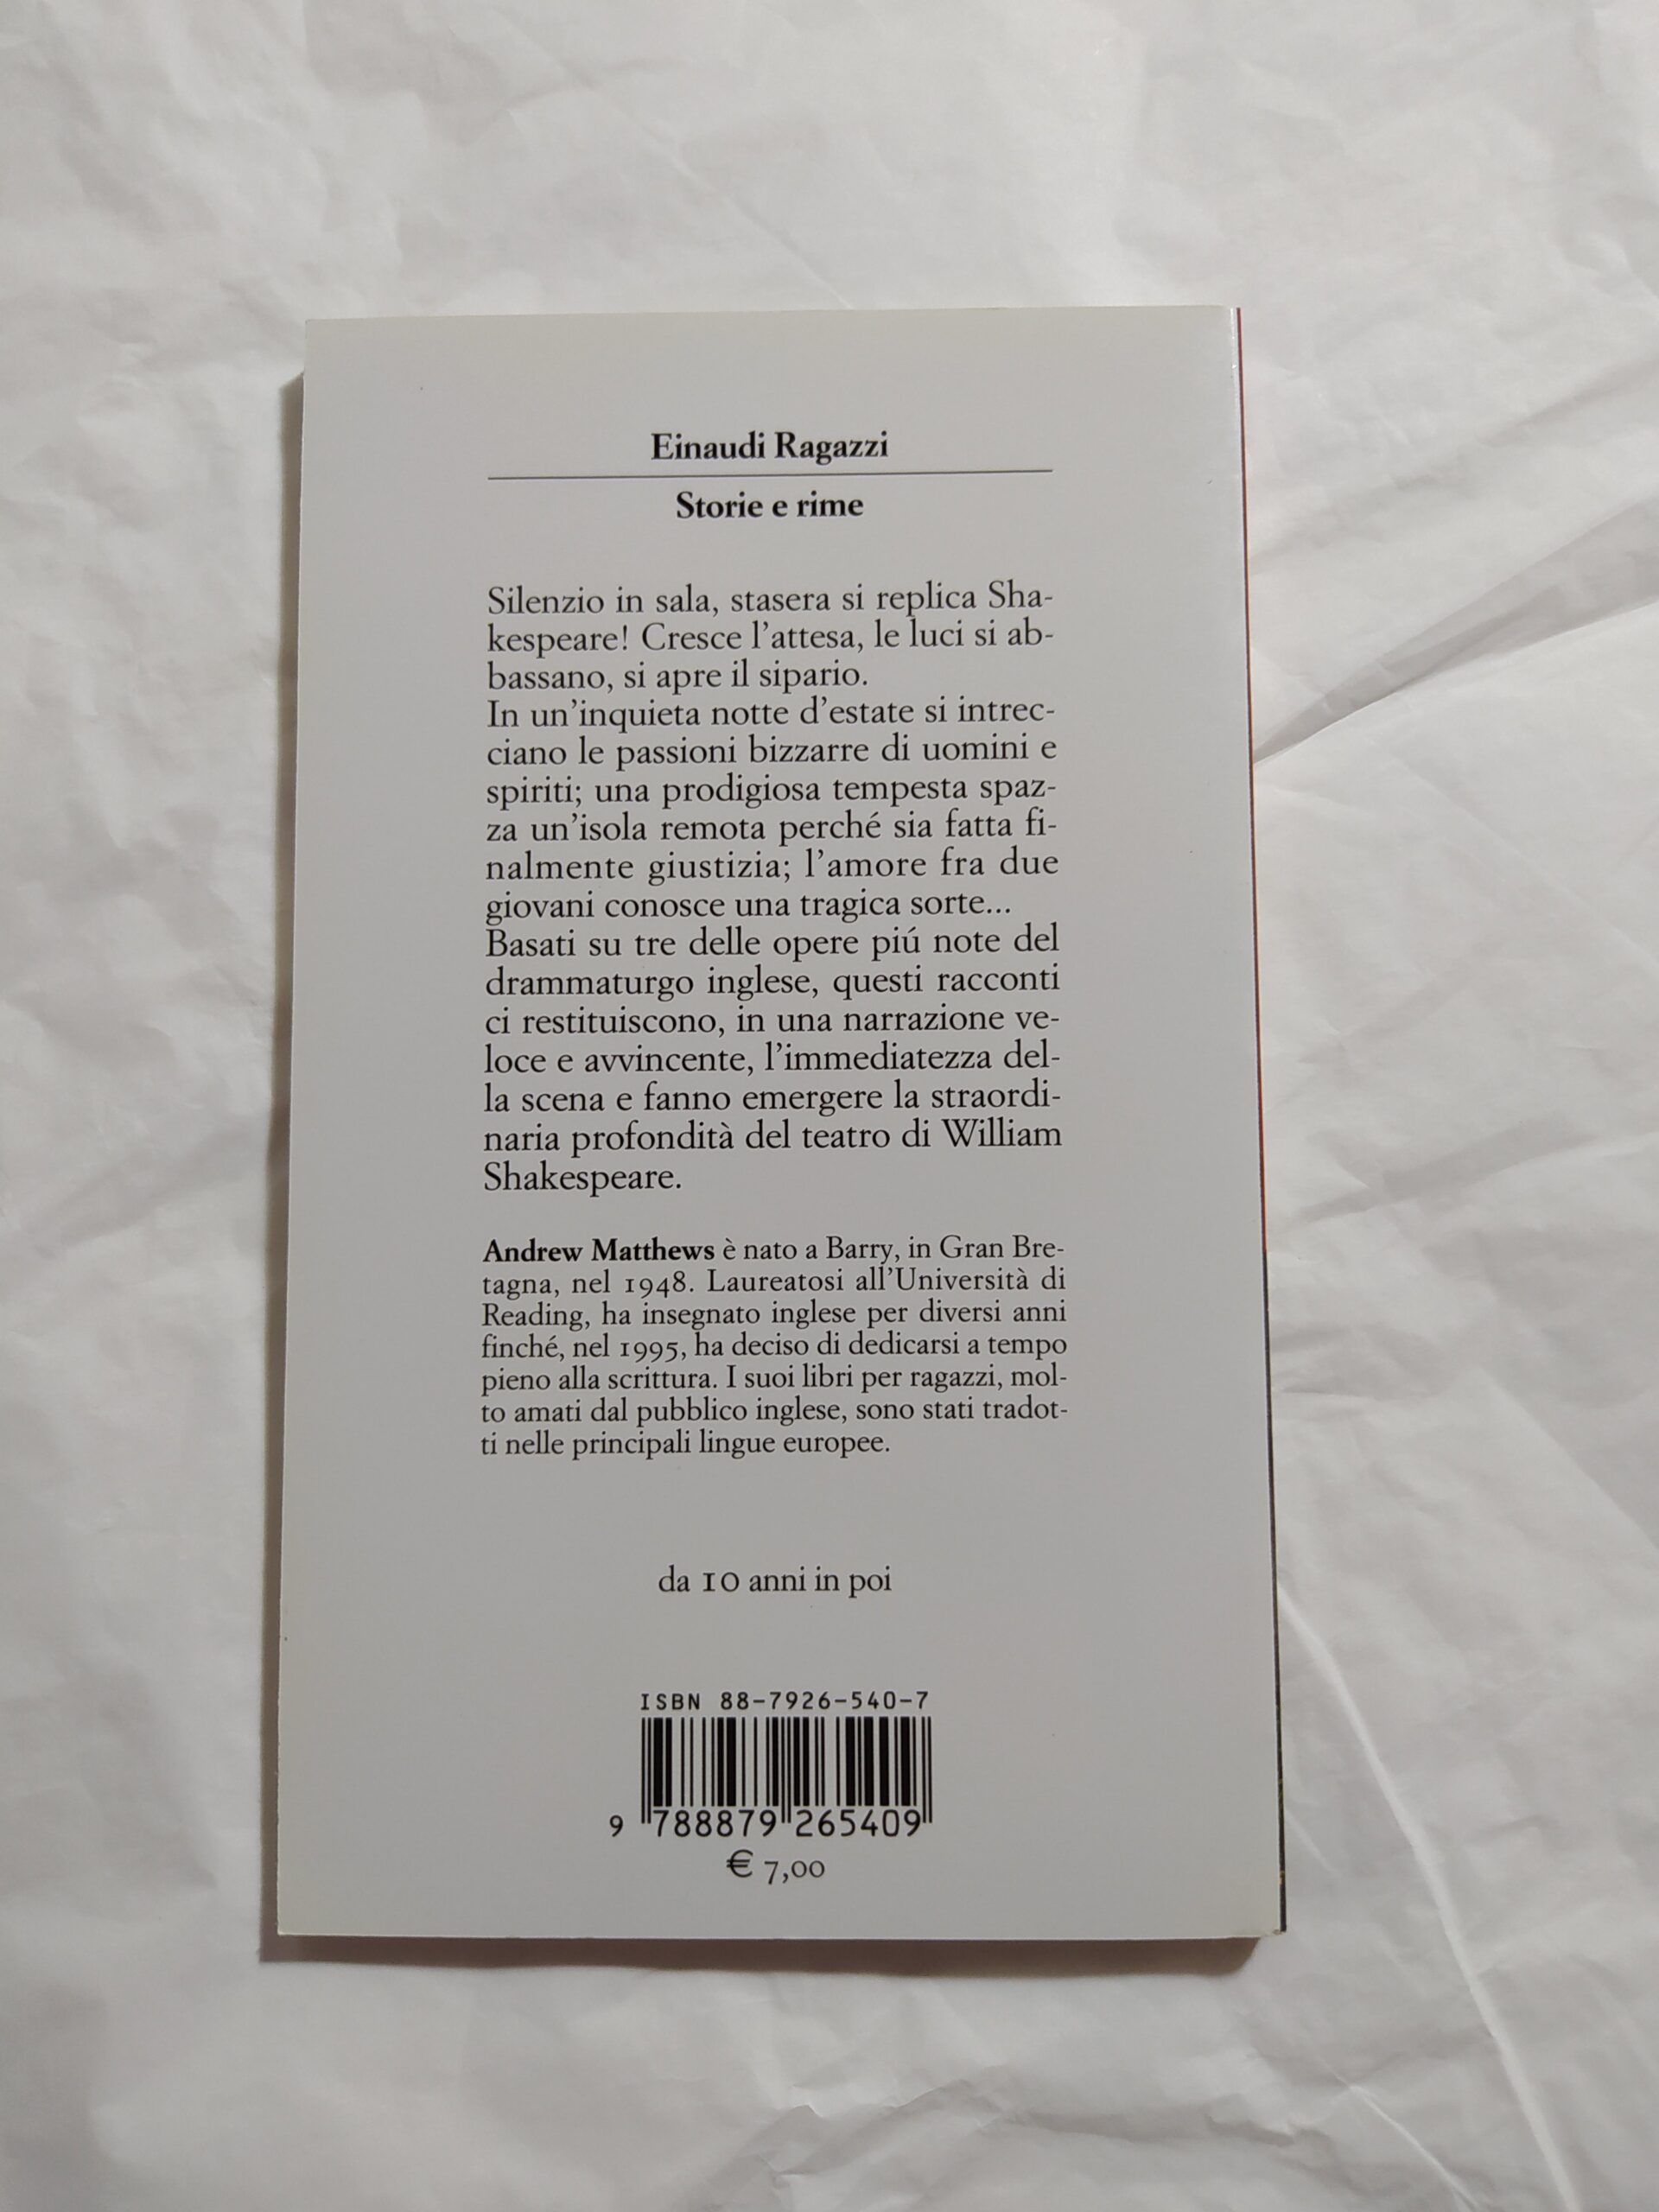 Einaudi Ragazzi
Storie e rime
Silenzio in sala, stasera si replica Sha-
kespeare! Cresce l'attesa, le luci si ab-
bassano, si apre il sipario.
In un'inquieta notte d'estate si intrec-
ciano le passioni bizzarre di uomini e
spiriti; una prodigiosa tempesta spaz-
za un'isola remota perché sia fatta fi-
nalmente giustizia; l'amore fra due
giovani conosce una tragica sorte...
Basati su tre delle opere piú note del
drammaturgo inglese, questi racconti
ci restituiscono, in una narrazione ve-
loce e avvincente, l'immediatezza del-
la scena e fanno emergere la straordi-
naria profondità del teatro di William
Shakespeare.
Andrew Matthews è nato a Barry, in Gran Bre-
tagna, nel 1948. Laureatosi all'Università di
Reading, ha insegnato inglese per diversi anni
finché, nel 1995, ha deciso di dedicarsi a tempo
pieno alla scrittura. I suoi libri per ragazzi, mol-
to amati dal pubblico inglese, sono stati tradot-
ti nelle principali lingue europee.
da 10 anni in poi
ISBN 88-7926-540-7
9 788879 265409
€ 7,00